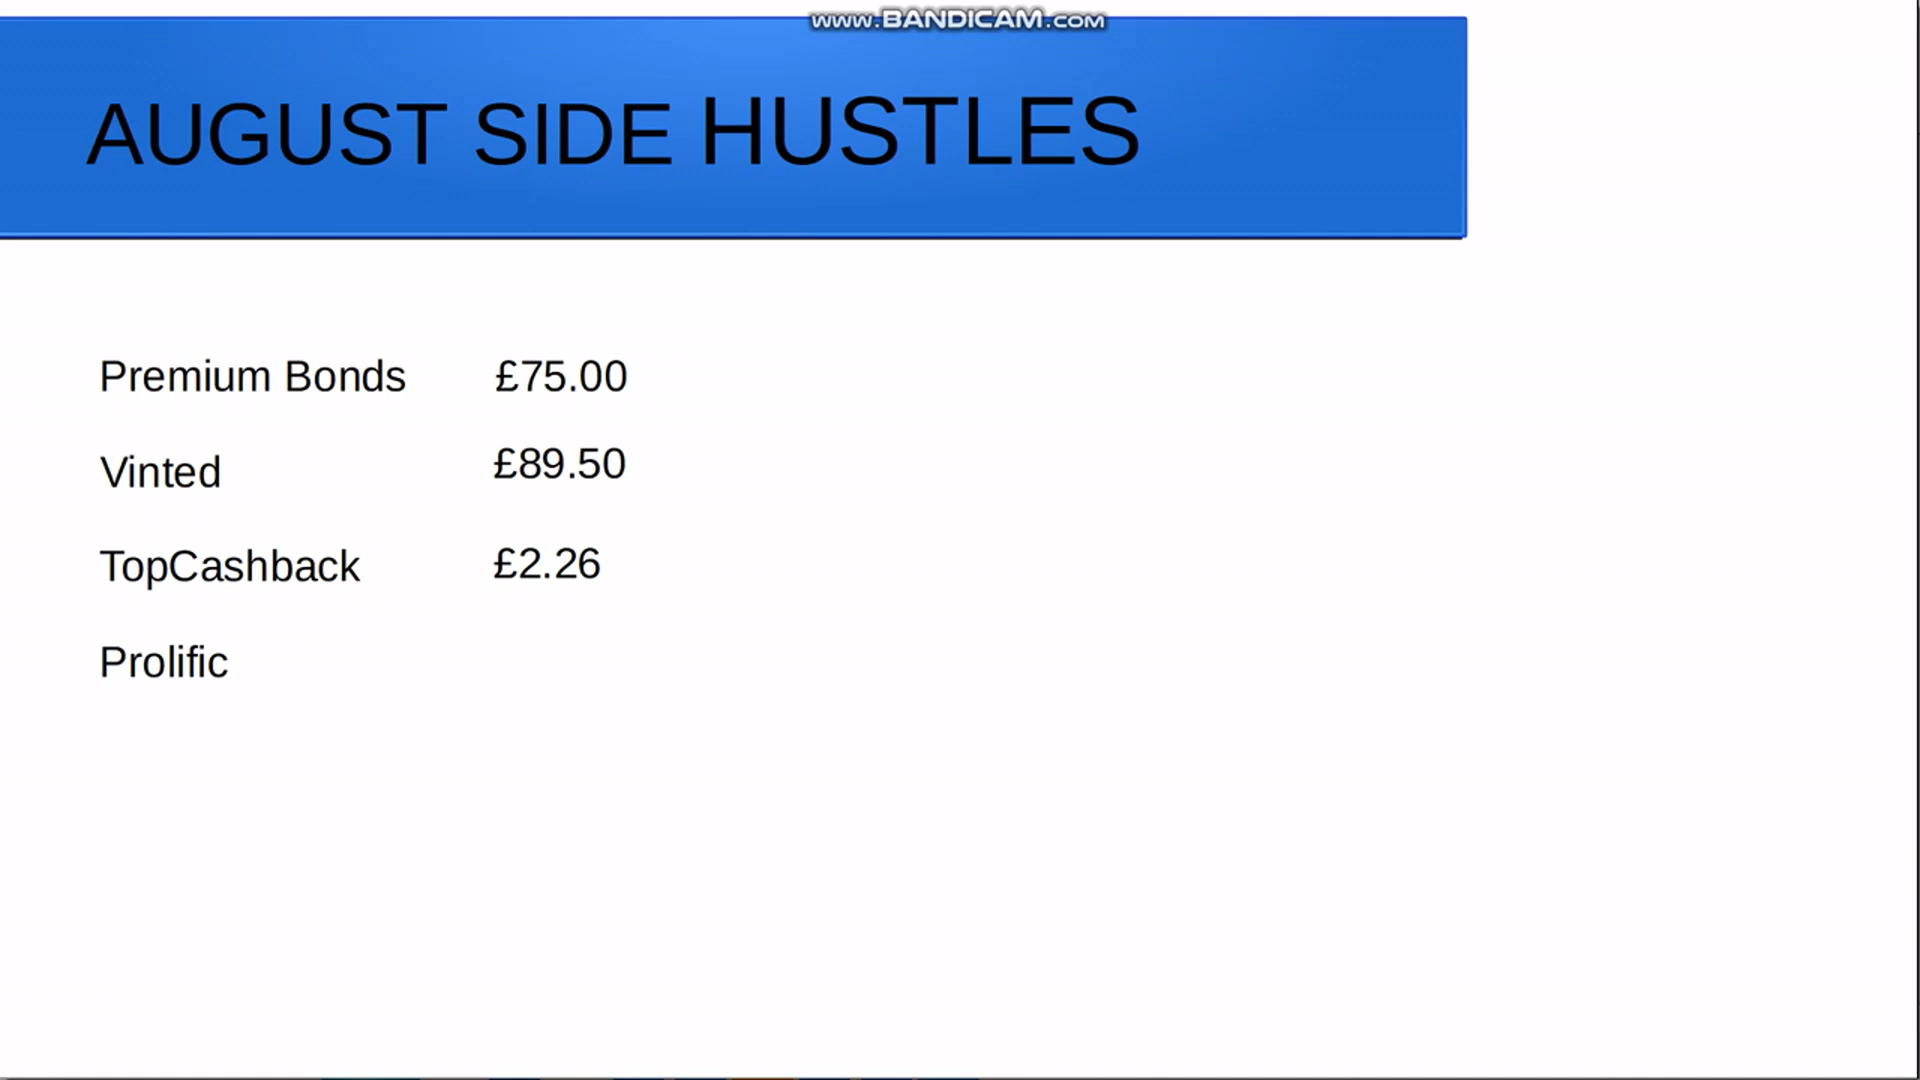 www.BANDICAM.com
AUGUST SIDE HUSTLES
Premium Bonds £75.00
Vinted £89.50
TopCashback £2.26
Prolific